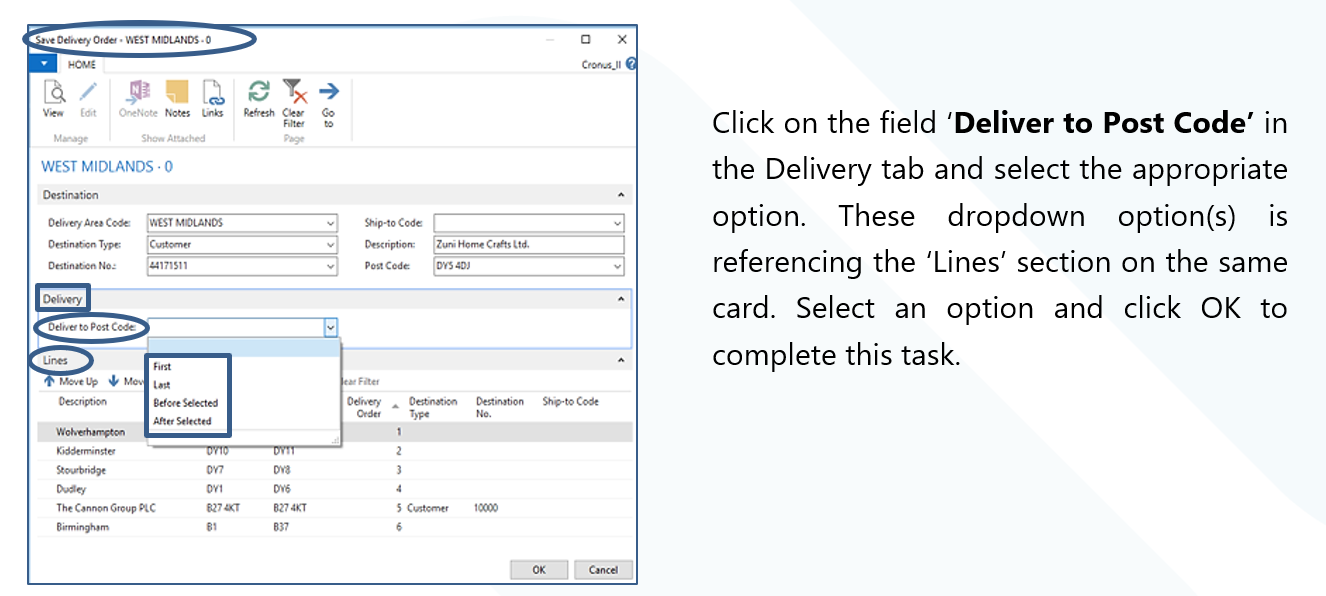 Save Delivery Order - WEST MIDLANDS - 0
HOME
Cronus_II
View Edit OneNote Notes Links Refresh Clear Filter Go to
Manage Show Attached Page
WEST MIDLANDS · 0
Destination
Delivery Area Code: WEST MIDLANDS Ship-to Code:
Destination Type: Customer Description: Zuni Home Crafts Ltd.
Destination No.: 44171511 Post Code: DY5 4DJ
Delivery
Deliver to Post Code:
First
Last
Before Selected
After Selected
Lines
Move Up Filter
Description Delivery Order Destination Type Destination No. Ship-to Code
Wolverhampton 1
Kidderminster DY10 DY11 2
Stourbridge DY7 DY8 3
Dudley DY1 DY6 4
The Cannon Group PLC B27 4KT B27 4KT 5 Customer 10000
Birmingham B1 B37 6
OK Cancel
Click on the field ‘Deliver to Post Code’ in
the Delivery tab and select the appropriate
option. These dropdown option(s) is
referencing the ‘Lines’ section on the same
card. Select an option and click OK to
complete this task.